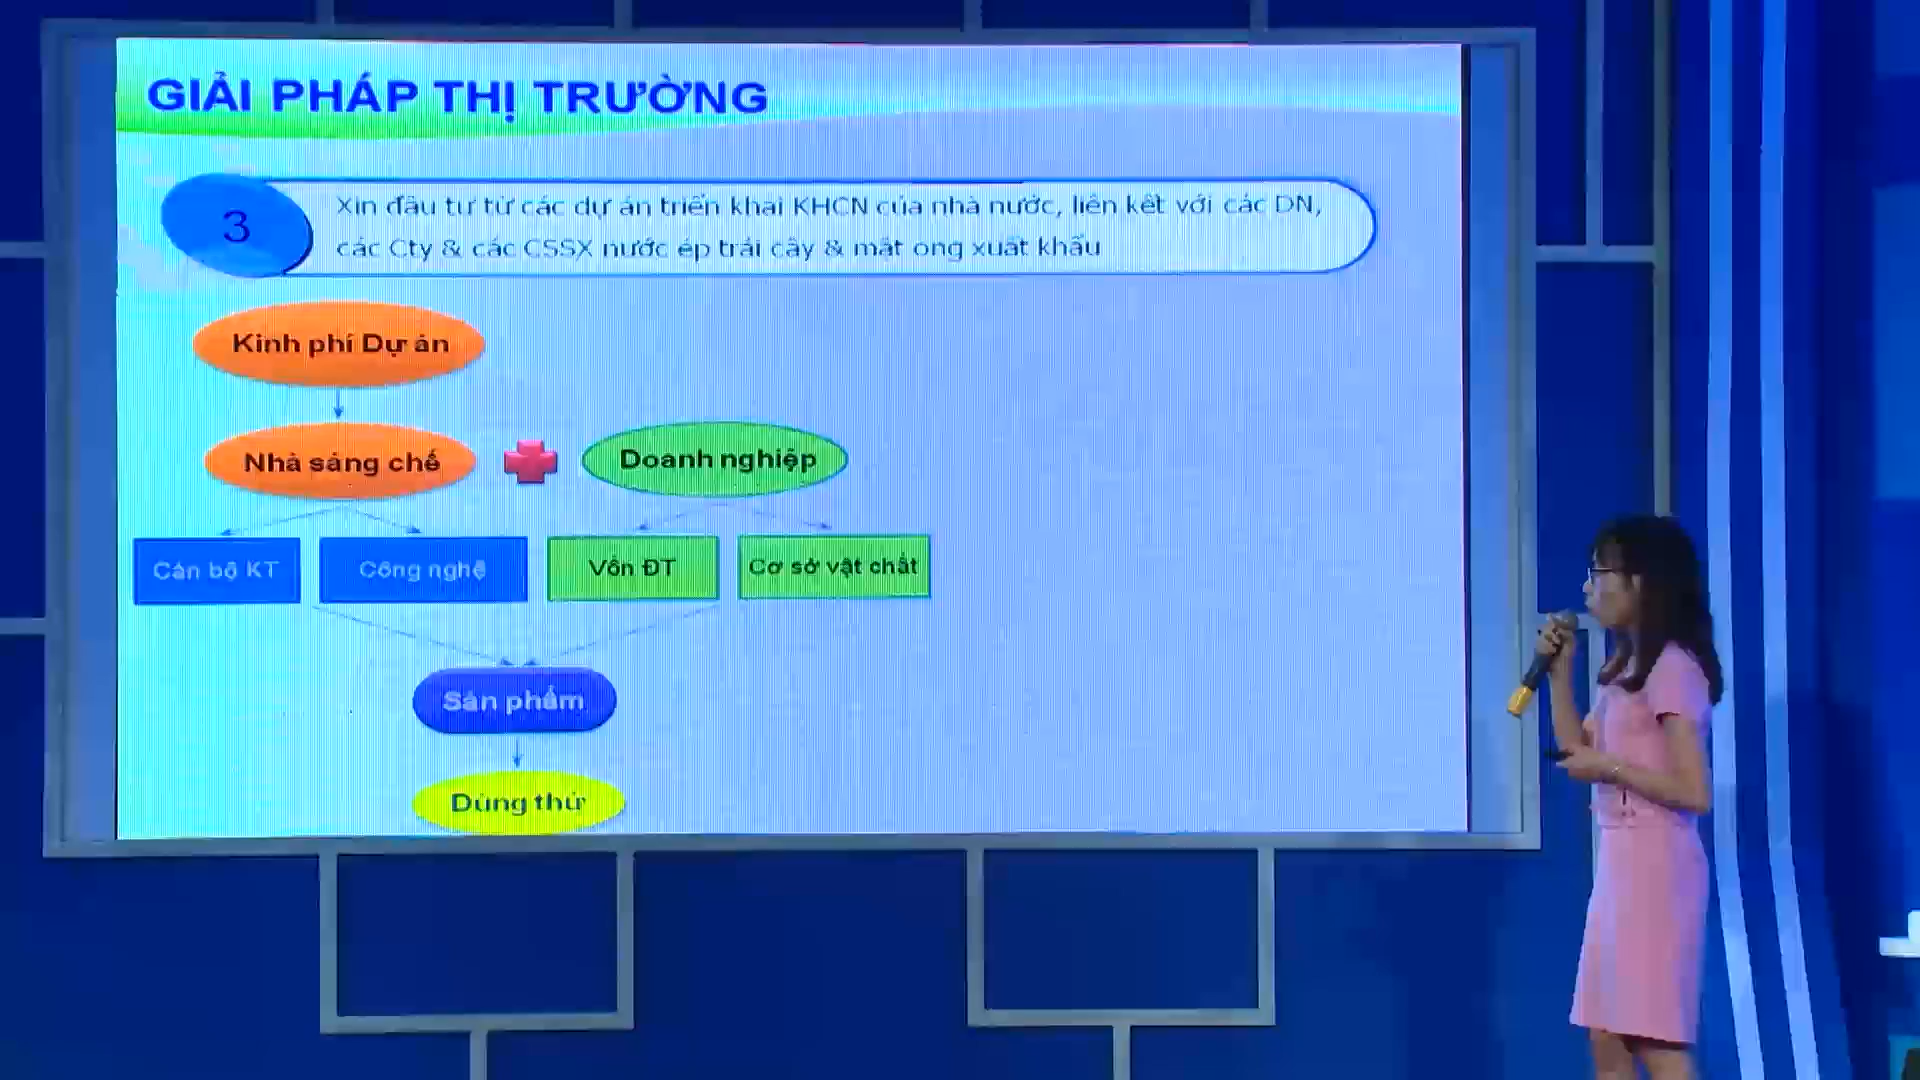 GIẢI PHÁP THỊ TRƯỜNG
3
Xin đầu tư từ các dự án triển khai KHCN của nhà nước, liên kết với các DN,
các Cty & các CSSX nước ép trái cây & mật ong xuất khẩu
Kinh phí Dự án
Nhà sáng chế
Doanh nghiệp
Cán bộ KT
Công nghệ
Vốn ĐT
Cơ sở vật chất
Sản phẩm
Dùng thử